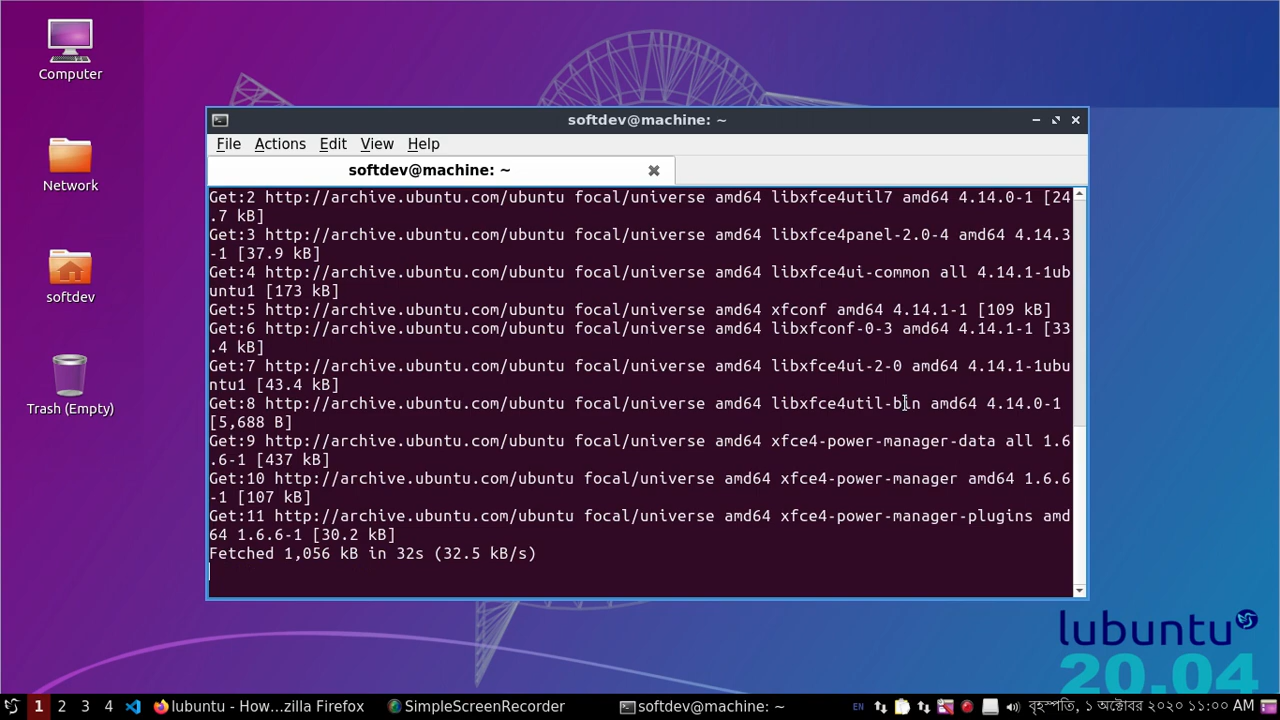 Computer
Network
softdev
Trash (Empty)
softdev@machine: ~
File Actions Edit View Help
softdev@machine: ~
Get:2 http://archive.ubuntu.com/ubuntu focal/universe amd64 libxfce4util7 amd64 4.14.0-1 [24
.7 kB]
Get:3 http://archive.ubuntu.com/ubuntu focal/universe amd64 libxfce4panel-2.0-4 amd64 4.14.3
-1 [37.9 kB]
Get:4 http://archive.ubuntu.com/ubuntu focal/universe amd64 libxfce4ui-common all 4.14.1-1ub
untu1 [173 kB]
Get:5 http://archive.ubuntu.com/ubuntu focal/universe amd64 xfconf amd64 4.14.1-1 [109 kB]
Get:6 http://archive.ubuntu.com/ubuntu focal/universe amd64 libxfconf-0-3 amd64 4.14.1-1 [33
.4 kB]
Get:7 http://archive.ubuntu.com/ubuntu focal/universe amd64 libxfce4ui-2-0 amd64 4.14.1-1ubu
ntu1 [43.4 kB]
Get:8 http://archive.ubuntu.com/ubuntu focal/universe amd64 libxfce4util-bin amd64 4.14.0-1
[5,688 B]
Get:9 http://archive.ubuntu.com/ubuntu focal/universe amd64 xfce4-power-manager-data all 1.6
.6-1 [437 kB]
Get:10 http://archive.ubuntu.com/ubuntu focal/universe amd64 xfce4-power-manager amd64 1.6.6
-1 [107 kB]
Get:11 http://archive.ubuntu.com/ubuntu focal/universe amd64 xfce4-power-manager-plugins amd
64 1.6.6-1 [30.2 kB]
Fetched 1,056 kB in 32s (32.5 kB/s)
lubuntu
20.04
1 2 3 4 lubuntu - How...zilla Firefox SimpleScreenRecorder softdev@machine: ~ EN বৃহস্পতি, ১ অক্টোবর ২০২০ ১১:০০ AM